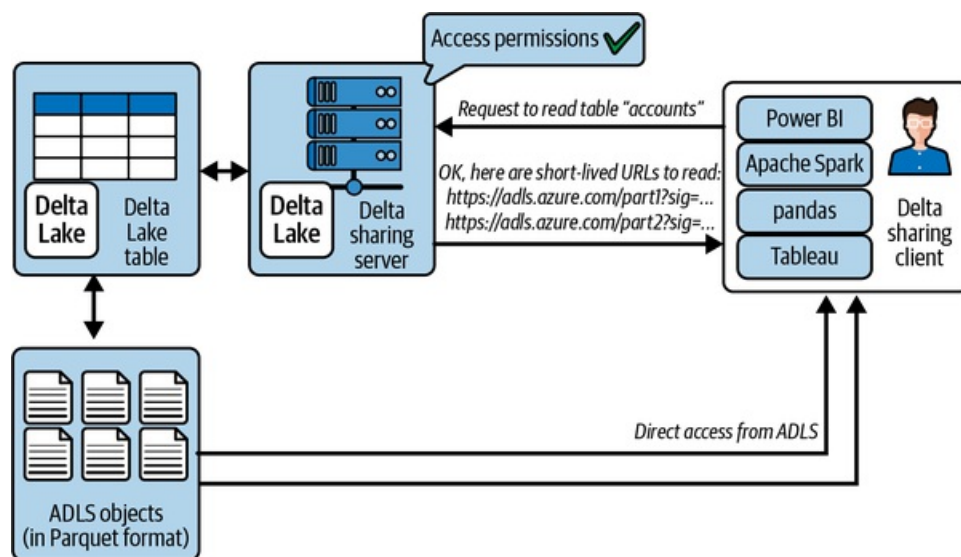 Access permissions
Delta
Lake
Delta
Lake
table
Delta
Lake
Delta
sharing
server
Request to read table "accounts"
OK, here are short-lived URLs to read:
https://adls.azure.com/part1?sig=...
https://adls.azure.com/part2?sig=...
Power BI
Apache Spark
pandas
Tableau
Delta
sharing
client
Direct access from ADLS
ADLS objects
(in Parquet format)